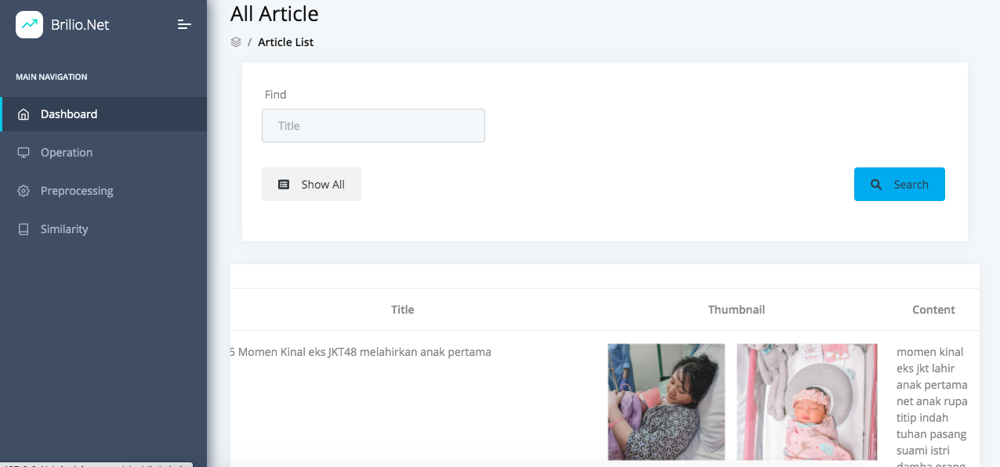 Brilio.Net
MAIN NAVIGATION
Dashboard
Operation
Preprocessing
Similarity
All Article
/ Article List
Find
Title
Show All
Search
Title Thumbnail Content
5 Momen Kinal eks JKT48 melahirkan anak pertama
momen kinal
eks jkt lahir
anak pertama
net anak rupa
titip indah
tuhan pasang
suami istri
damba orang